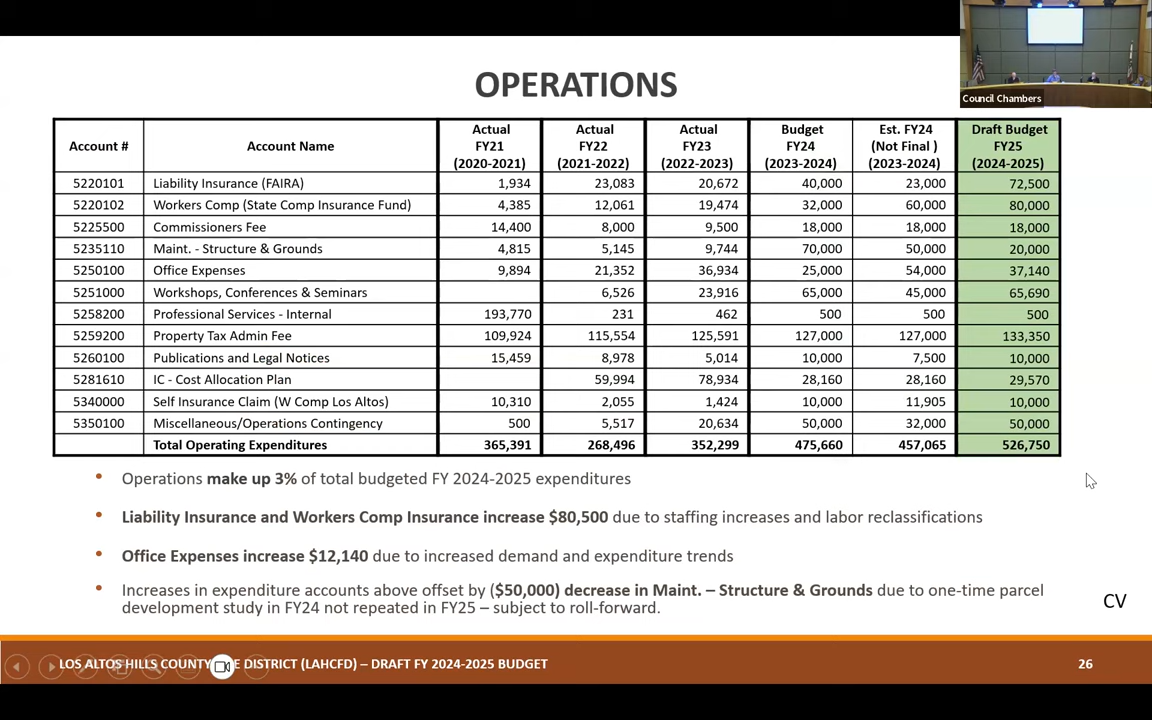 Council Chambers
OPERATIONS
Account # Account Name Actual FY21 (2020-2021) Actual FY22 (2021-2022) Actual FY23 (2022-2023) Budget FY24 (2023-2024) Est. FY24 (Not Final ) (2023-2024) Draft Budget FY25 (2024-2025)
5220101 Liability Insurance (FAIRA) 1,934 23,083 20,672 40,000 23,000 72,500
5220102 Workers Comp (State Comp Insurance Fund) 4,385 12,061 19,474 32,000 60,000 80,000
5225500 Commissioners Fee 14,400 8,000 9,500 18,000 18,000 18,000
5235110 Maint. - Structure & Grounds 4,815 5,145 9,744 70,000 50,000 20,000
5250100 Office Expenses 9,894 21,352 36,934 25,000 54,000 37,140
5251000 Workshops, Conferences & Seminars 6,526 23,916 65,000 45,000 65,690
5258200 Professional Services - Internal 193,770 231 462 500 500 500
5259200 Property Tax Admin Fee 109,924 115,554 125,591 127,000 127,000 133,350
5260100 Publications and Legal Notices 15,459 8,978 5,014 10,000 7,500 10,000
5281610 IC - Cost Allocation Plan 59,994 78,934 28,160 28,160 29,570
5340000 Self Insurance Claim (W Comp Los Altos) 10,310 2,055 1,424 10,000 11,905 10,000
5350100 Miscellaneous/Operations Contingency 500 5,517 20,634 50,000 32,000 50,000
Total Operating Expenditures 365,391 268,496 352,299 475,660 457,065 526,750
• Operations make up 3% of total budgeted FY 2024-2025 expenditures
• Liability Insurance and Workers Comp Insurance increase $80,500 due to staffing increases and labor reclassifications
• Office Expenses increase $12,140 due to increased demand and expenditure trends
• Increases in expenditure accounts above offset by ($50,000) decrease in Maint. – Structure & Grounds due to one-time parcel
development study in FY24 not repeated in FY25 – subject to roll-forward.
CV
LOS ALTOS HILLS COUNTY DISTRICT (LAHCFD) – DRAFT FY 2024-2025 BUDGET 26